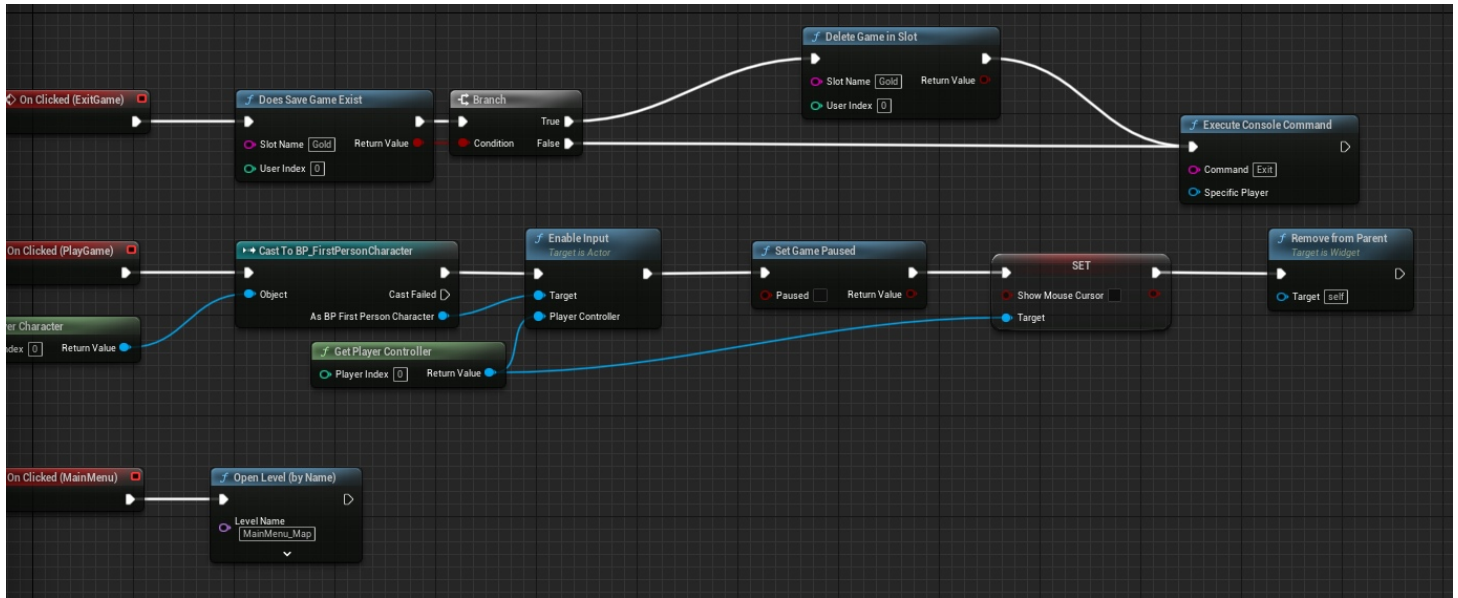 Delete Game in Slot
Slot Name Gold Return Value
User Index 0
On Clicked (ExitGame)
Does Save Game Exist
Slot Name Gold Return Value
User Index 0
Branch
True
Condition False
Execute Console Command
Command Exit
Specific Player
On Clicked (PlayGame)
Cast To BP_FirstPersonCharacter
Object Cast Failed
As BP First Person Character
Enable Input
Target is Actor
Target
Player Controller
Set Game Paused
Paused Return Value
SET
Show Mouse Cursor
Target
Remove from Parent
Target is Widget
Target self
Character
0 Return Value
Get Player Controller
Player Index 0 Return Value
On Clicked (MainMenu)
Open Level (by Name)
Level Name
MainMenu_Map